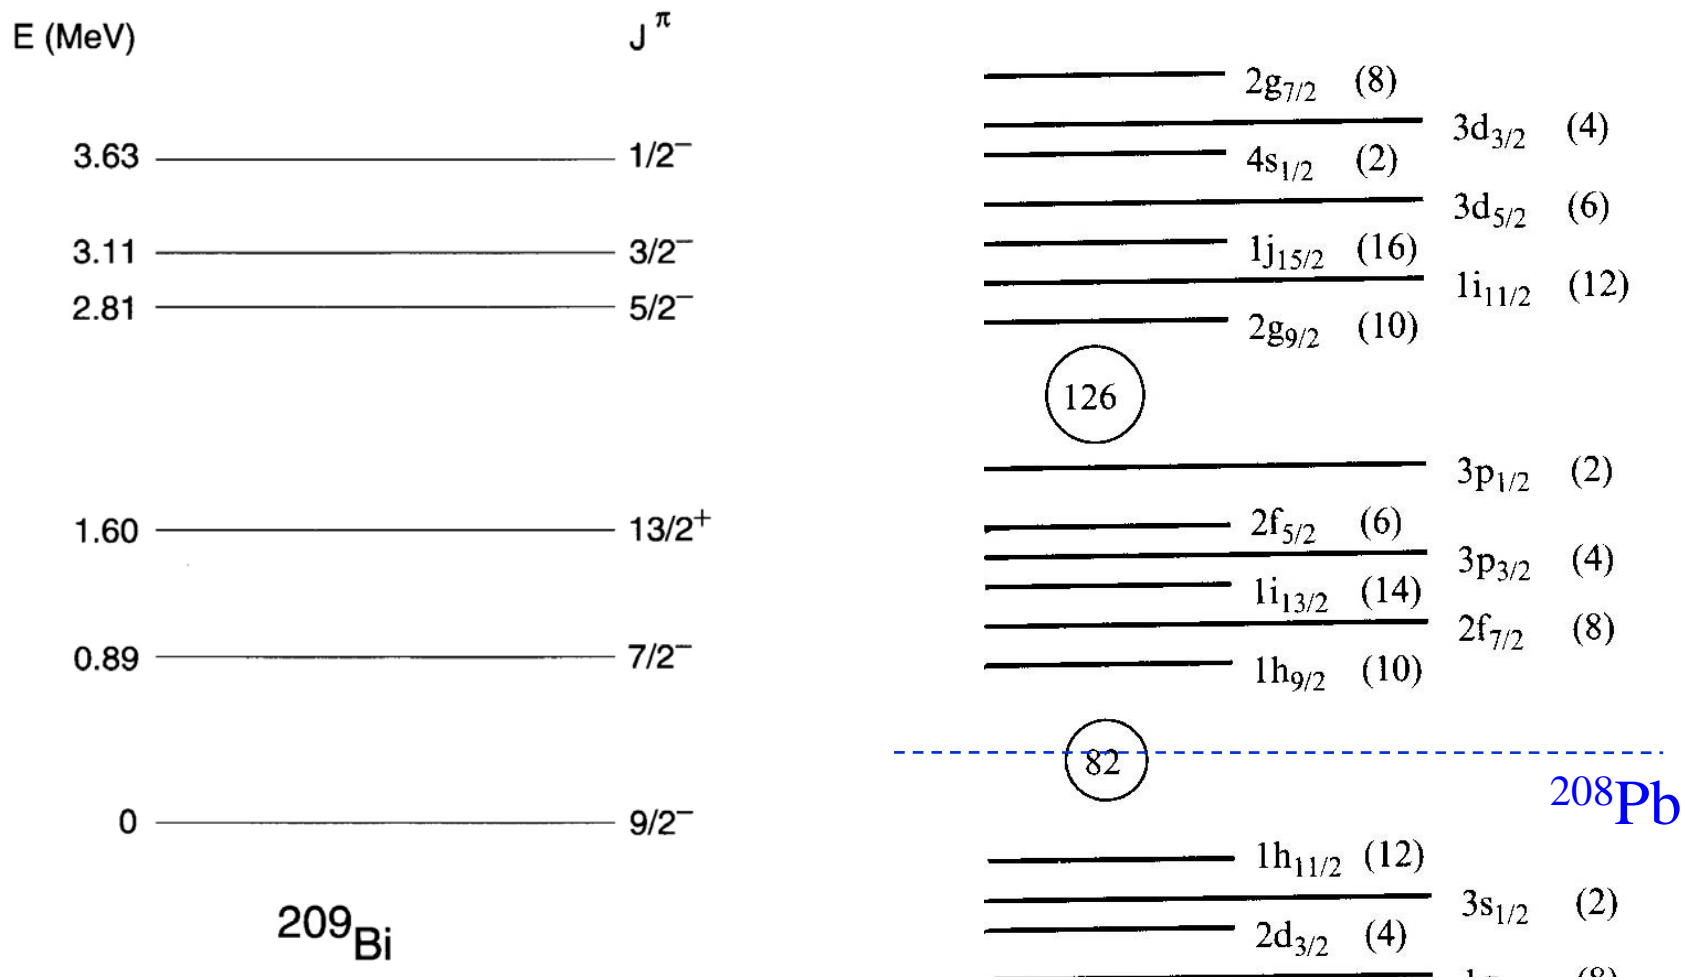 E (MeV) J^π
3.63 1/2⁻
3.11 3/2⁻
2.81 5/2⁻
1.60 13/2⁺
0.89 7/2⁻
0 9/2⁻
²⁰⁹Bi
2g₇/₂ (8)
3d₃/₂ (4)
4s₁/₂ (2)
3d₅/₂ (6)
1j₁₅/₂ (16)
1i₁₁/₂ (12)
2g₉/₂ (10)
126
3p₁/₂ (2)
2f₅/₂ (6)
3p₃/₂ (4)
1i₁₃/₂ (14)
2f₇/₂ (8)
1h₉/₂ (10)
82
²⁰⁸Pb
1h₁₁/₂ (12)
3s₁/₂ (2)
2d₃/₂ (4)